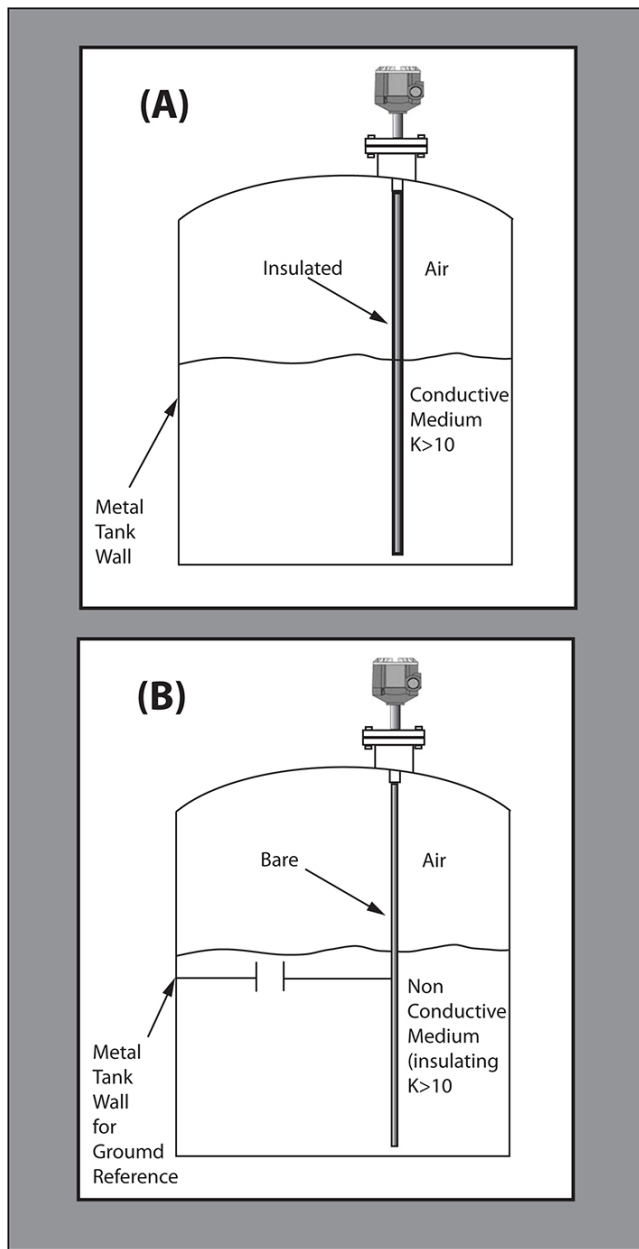 (A)
Insulated
Air
Conductive
Medium
K>10
Metal
Tank
Wall
(B)
Bare
Air
Non
Conductive
Medium
(insulating
K>10
Metal
Tank
Wall
for
Groumd
Reference